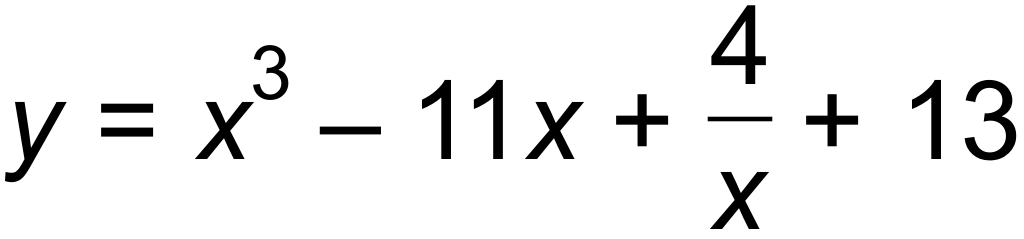 y = x³ – 11x + 4/x + 13